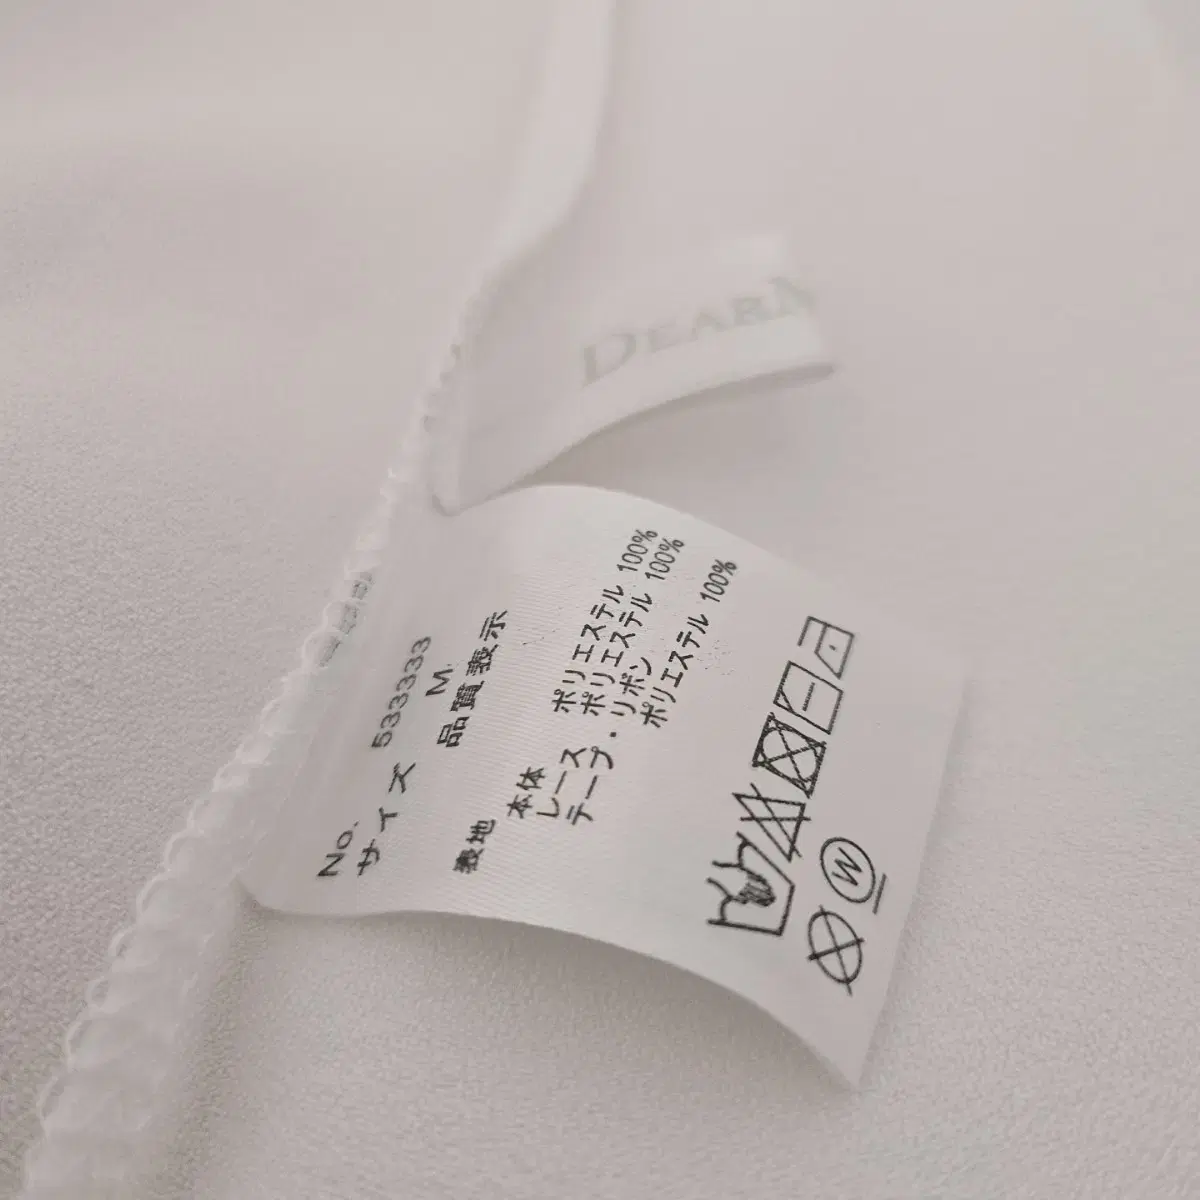 DEAR
No. 533333
サイズ M
品質表示
表地
本体 ポリエステル 100%
レース ポリエステル 100%
テープ・リボン
ポリエステル 100%
W